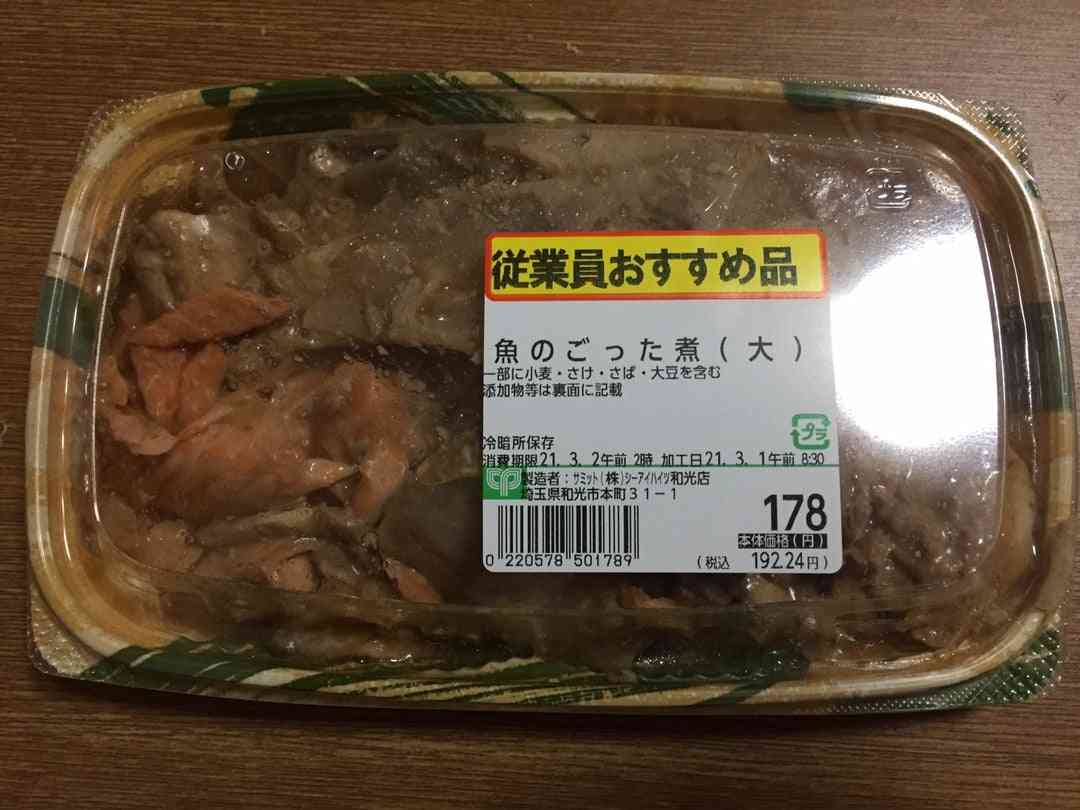 従業員おすすめ品
魚のごった煮(大)
一部に小麦・さけ・さば・大豆を含む
添加物等は裏面に記載
プラ
冷暗所保存
消費期限21. 3. 2午前 2時 加工日21. 3. 1午前 8:30
製造者:サミット(株)シーアイハイツ和光店
埼玉県和光市本町31-1
178
本体価格(円)
0 220578 501789
(税込 192.24円)